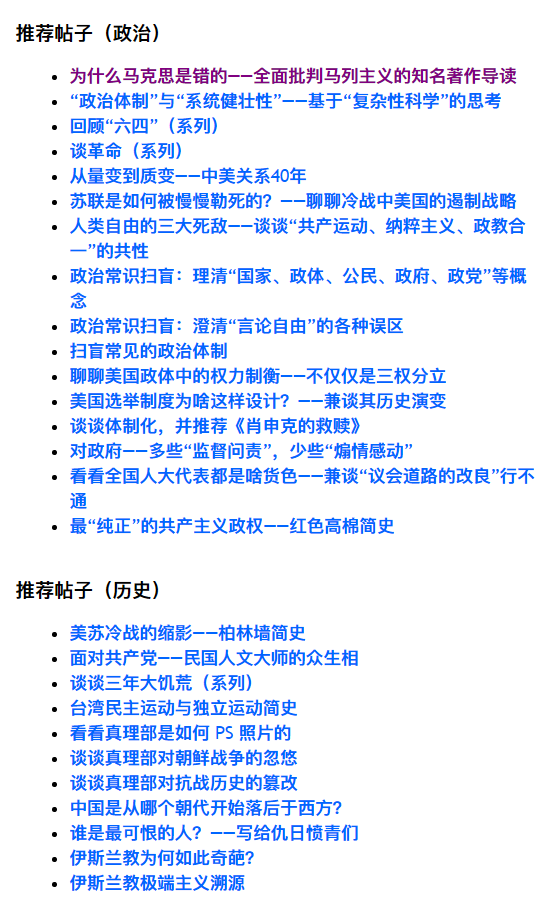 推荐帖子（政治）
为什么马克思是错的——全面批判马列主义的知名著作导读
“政治体制”与“系统健壮性”——基于“复杂性科学”的思考
回顾“六四”（系列）
谈革命（系列）
从量变到质变——中美关系40年
苏联是如何被慢慢勒死的？——聊聊冷战中美国的遏制战略
人类自由的三大死敌——谈谈“共产运动、纳粹主义、政教合
一”的共性
政治常识扫盲：理清“国家、政体、公民、政府、政党”等概
念
政治常识扫盲：澄清“言论自由”的各种误区
扫盲常见的政治体制
聊聊美国政体中的权力制衡——不仅仅是三权分立
美国选举制度为啥这样设计？——兼谈其历史演变
谈谈体制化，并推荐《肖申克的救赎》
对政府——多些“监督问责”，少些“煽情感动”
看看全国人大代表都是啥货色——兼谈“议会道路的改良”行不
通
最“纯正”的共产主义政权——红色高棉简史
推荐帖子（历史）
美苏冷战的缩影——柏林墙简史
面对共产党——民国人文大师的众生相
谈谈三年大饥荒（系列）
台湾民主运动与独立运动简史
看看真理部是如何 PS 照片的
谈谈真理部对朝鲜战争的忽悠
谈谈真理部对抗战历史的篡改
中国是从哪个朝代开始落后于西方？
谁是最可恨的人？——写给仇日愤青们
伊斯兰教为何如此奇葩？
伊斯兰教极端主义溯源